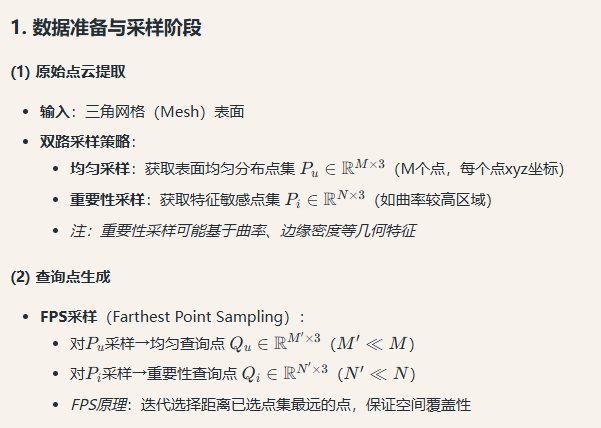 1. 数据准备与采样阶段
(1) 原始点云提取
• 输入：三角网格（Mesh）表面
• 双路采样策略：
• 均匀采样：获取表面均匀分布点集 $P_u \in \mathbb{R}^{M \times 3}$（M个点，每个点xyz坐标）
• 重要性采样：获取特征敏感点集 $P_i \in \mathbb{R}^{N \times 3}$（如曲率较高区域）
• 注：重要性采样可能基于曲率、边缘密度等几何特征
(2) 查询点生成
• FPS采样（Farthest Point Sampling）：
• 对$P_u$采样→均匀查询点 $Q_u \in \mathbb{R}^{M' \times 3}$（$M' \ll M$）
• 对$P_i$采样→重要性查询点 $Q_i \in \mathbb{R}^{N' \times 3}$（$N' \ll N$）
• FPS原理：迭代选择距离已选点集最远的点，保证空间覆盖性